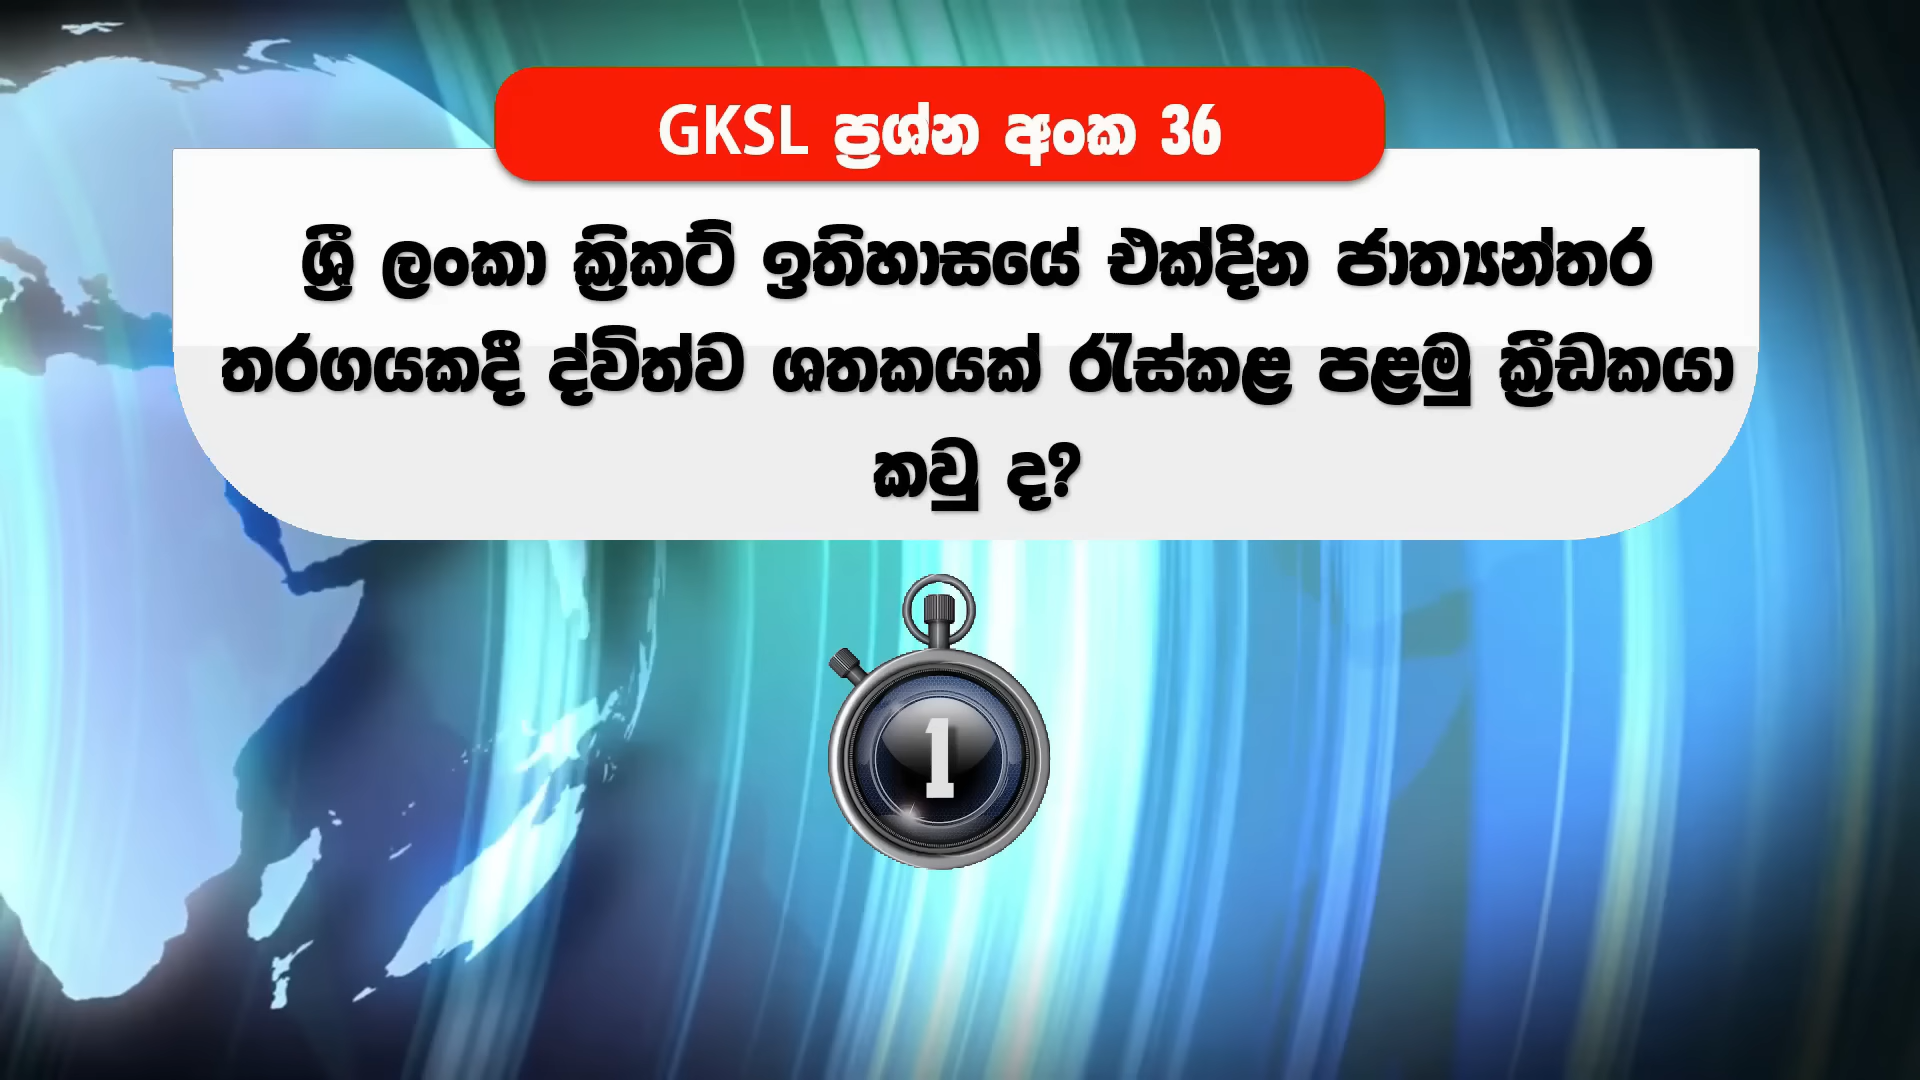 GKSL ප්‍රශ්න අංක 36
ශ්‍රී ලංකා ක්‍රිකට් ඉතිහාසයේ එක්දින ජාත්‍යන්තර
තරගයකදී ද්විත්ව ශතකයක් රැස්කළ පළමු ක්‍රීඩකයා
කවු ද?
1